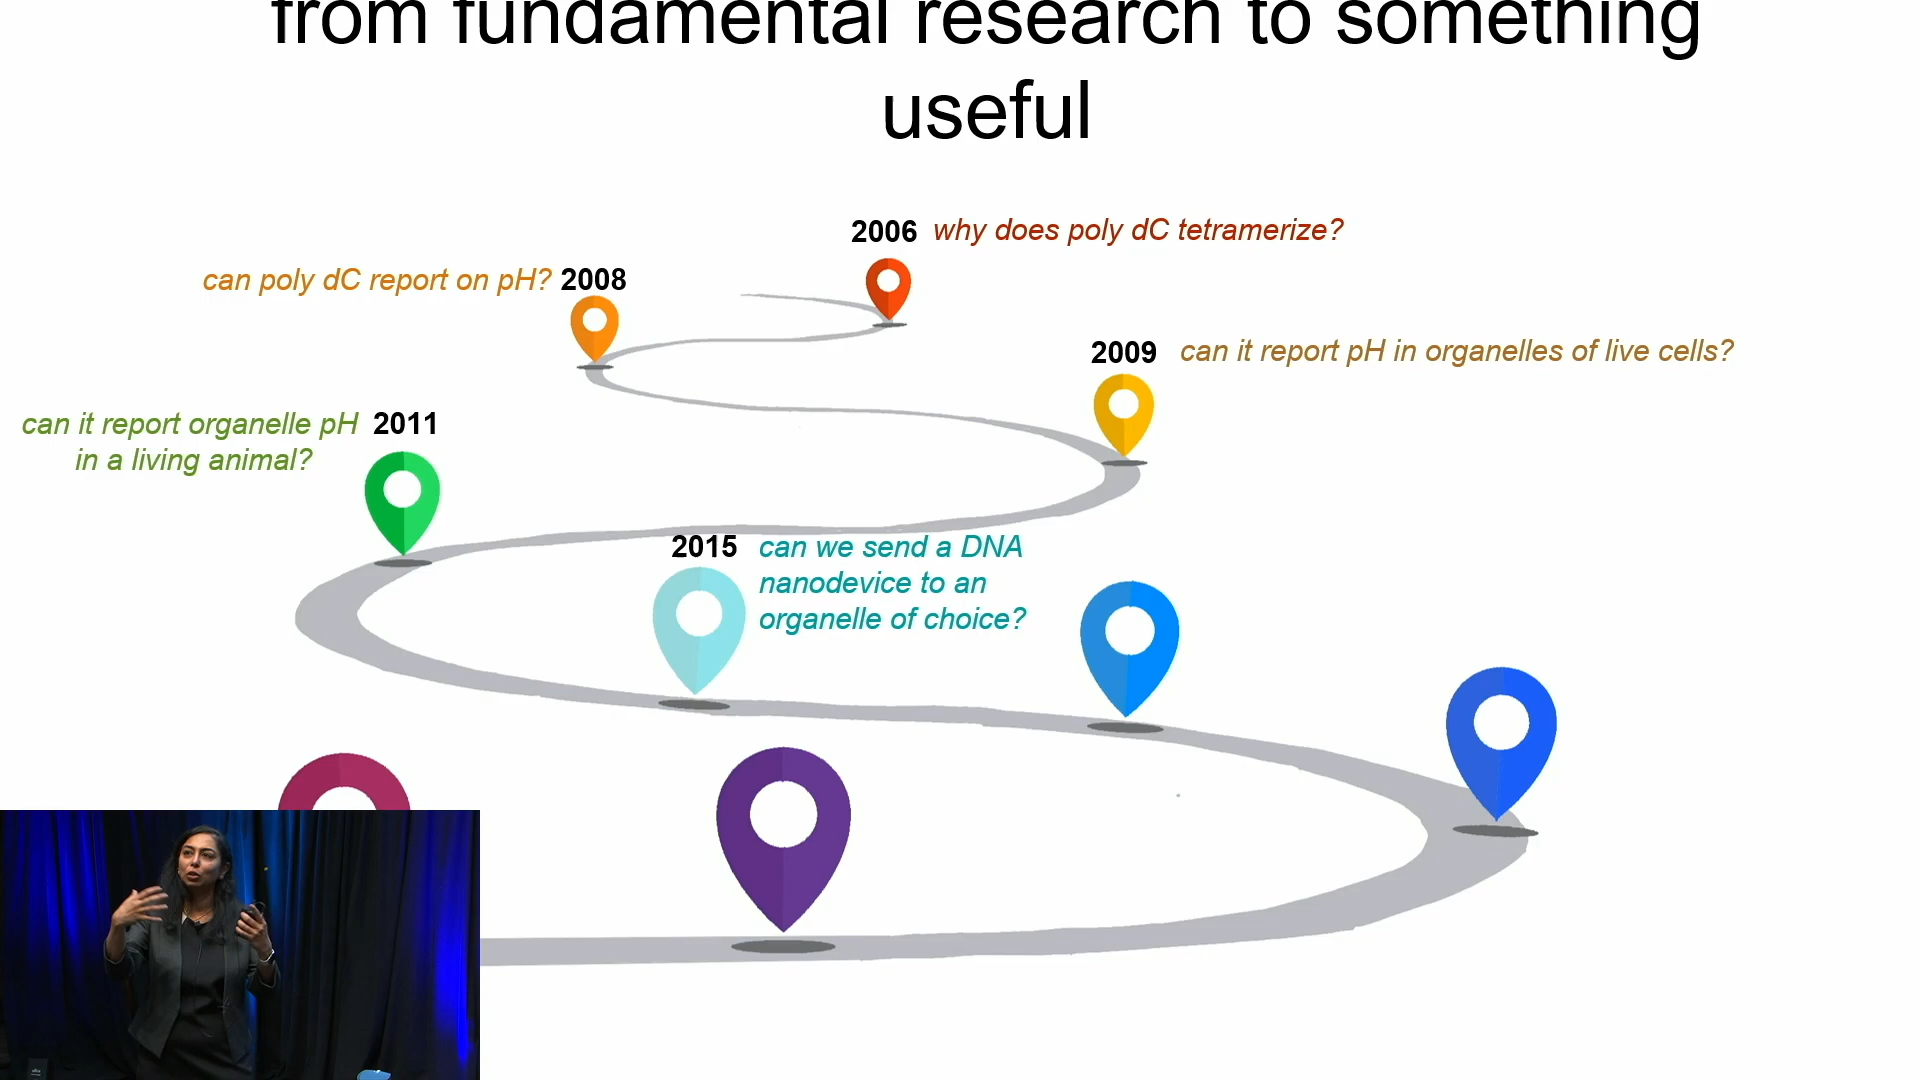 from fundamental research to something
useful
2006 why does poly dC tetramerize?
can poly dC report on pH? 2008
2009 can it report pH in organelles of live cells?
can it report organelle pH 2011
in a living animal?
2015 can we send a DNA
nanodevice to an
organelle of choice?